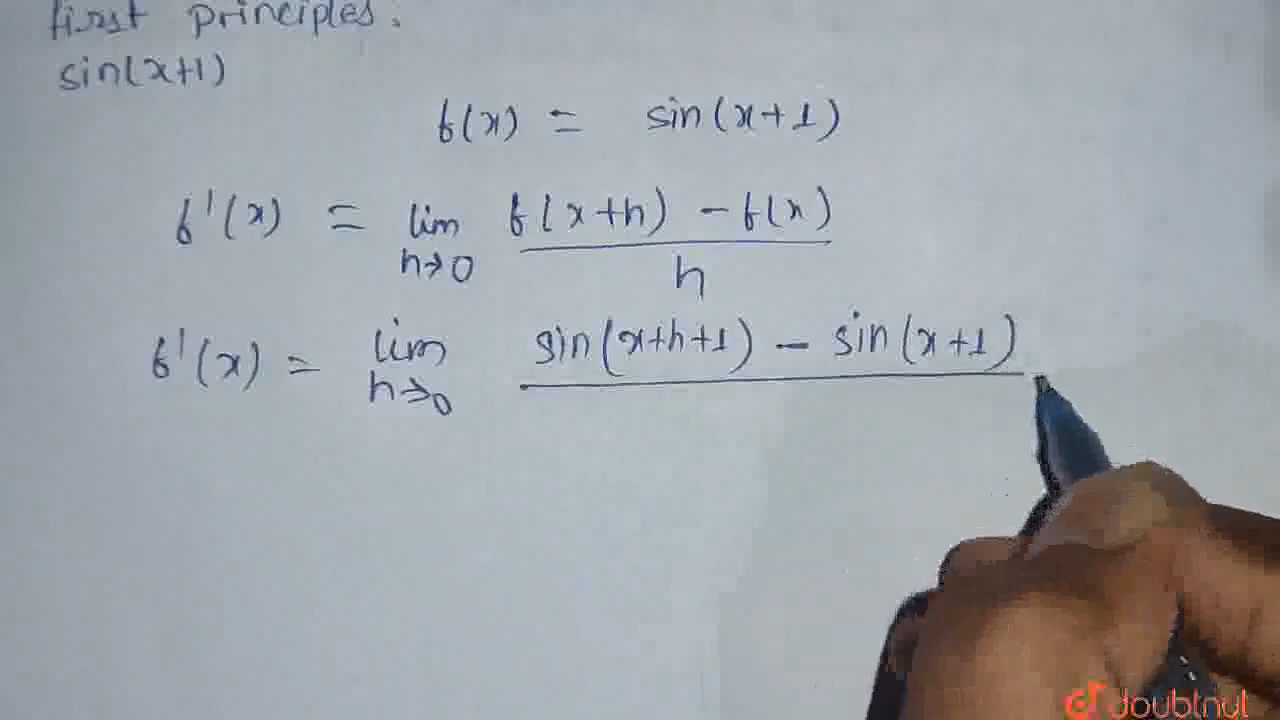 first principles.
sin(x+1)
f(x) = sin(x+1)
f'(x) = lim h→0 f(x+h) - f(x)
h
f'(x) = lim h→0 sin(x+h+1) - sin(x+1)
doubtnut